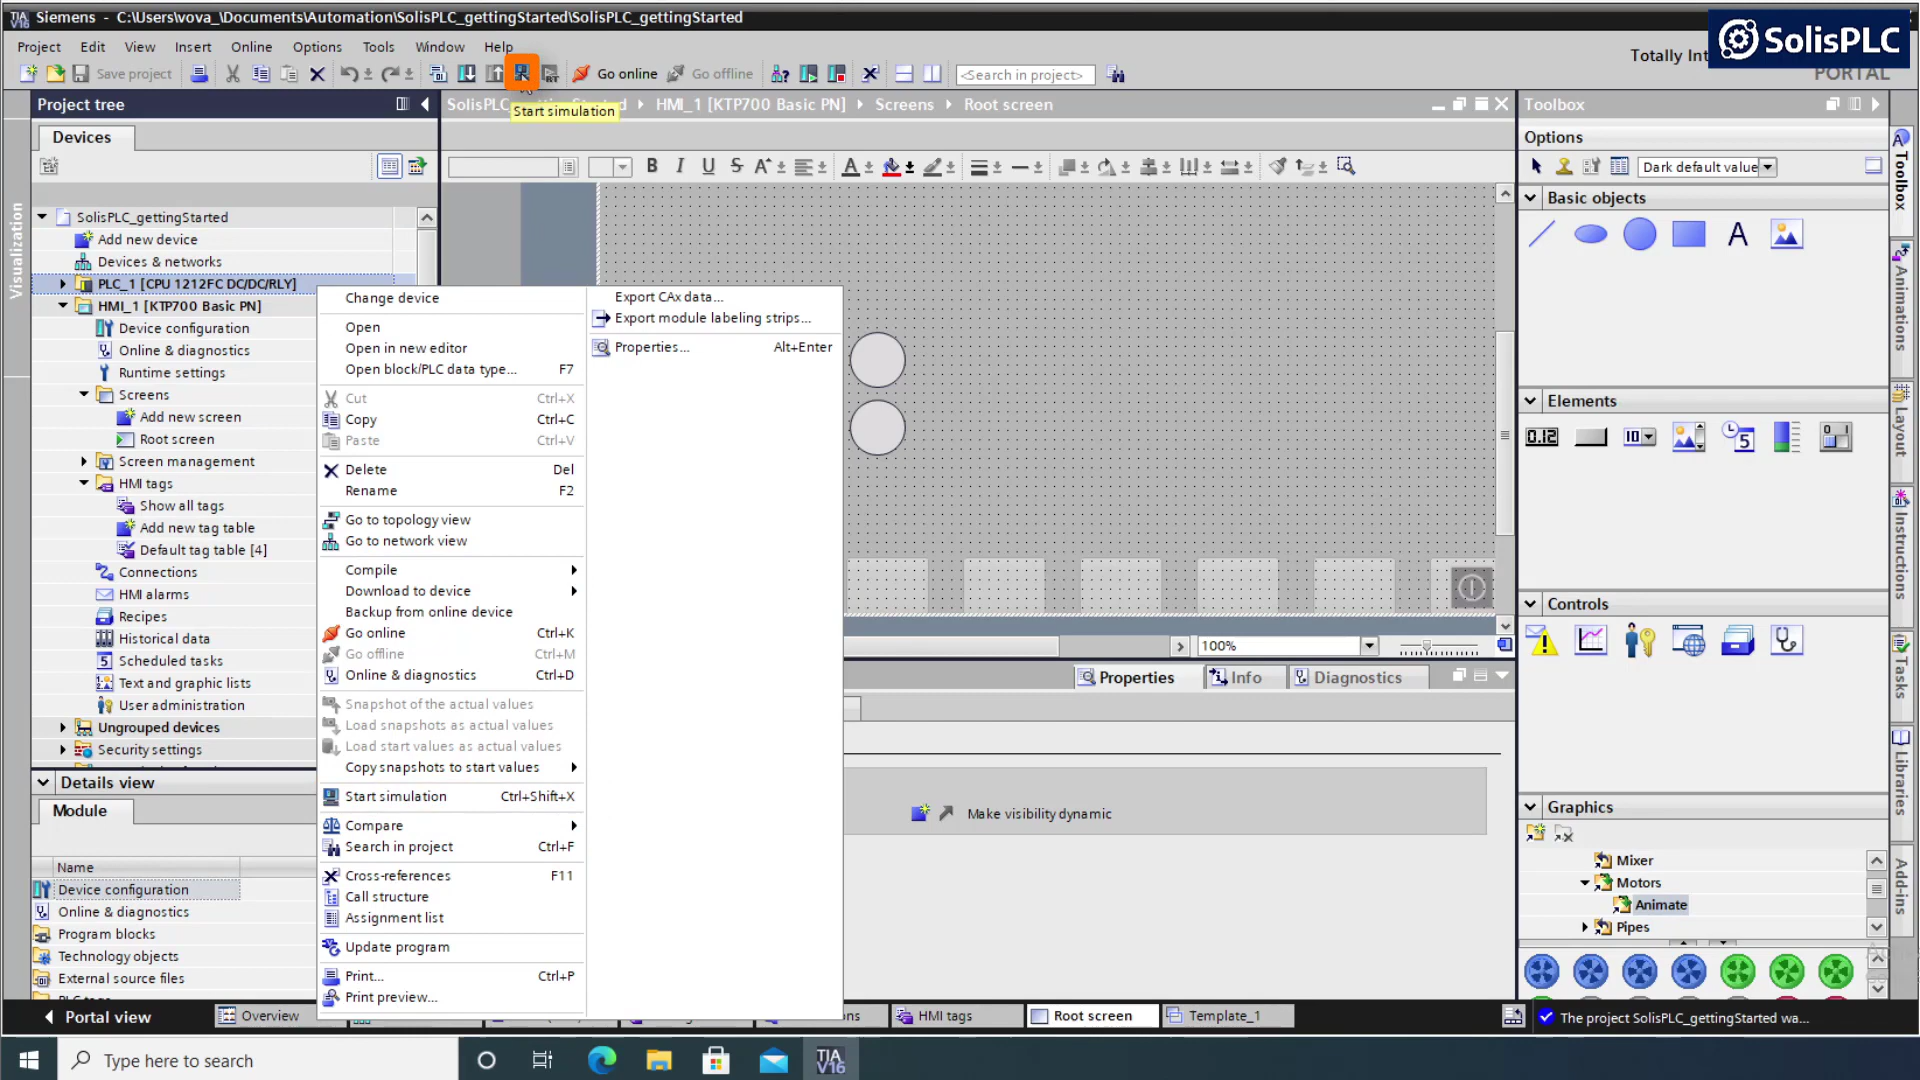 Siemens - C:\Users\vova_\Documents\Automation\SolisPLC_gettingStarted\SolisPLC_gettingStarted
SolisPLC
Project Edit View Insert Online Options Tools Window Help
Totally Int
PORTAL
Save project
Go online
Go offline
<Search in project>
Start simulation
Project tree
HMI_1 [KTP700 Basic PN]
Screens
Root screen
Toolbox
Devices
Options
Dark default value
Visualization
B I U S A
SolisPLC_gettingStarted
Add new device
Devices & networks
PLC_1 [CPU 1212FC DC/DC/RLY]
HMI_1 [KTP700 Basic PN]
Device configuration
Online & diagnostics
Runtime settings
Screens
Add new screen
Root screen
Screen management
HMI tags
Show all tags
Add new tag table
Default tag table [4]
Connections
HMI alarms
Recipes
Historical data
Scheduled tasks
Text and graphic lists
User administration
Ungrouped devices
Security settings
Details view
Module
Name
Device configuration
Online & diagnostics
Program blocks
Technology objects
External source files
Change device
Open
Open in new editor
Open block/PLC data type... F7
Cut Ctrl+X
Copy Ctrl+C
Paste Ctrl+V
Delete Del
Rename F2
Go to topology view
Go to network view
Compile
Download to device
Backup from online device
Go online Ctrl+K
Go offline Ctrl+M
Online & diagnostics Ctrl+D
Snapshot of the actual values
Load snapshots as actual values
Load start values as actual values
Copy snapshots to start values
Start simulation Ctrl+Shift+X
Compare
Search in project Ctrl+F
Cross-references F11
Call structure
Assignment list
Update program
Print... Ctrl+P
Print preview...
Export CAx data...
Export module labeling strips...
Properties... Alt+Enter
100%
Properties
Info
Diagnostics
Make visibility dynamic
Basic objects
A
Elements
0.12
10
5
0 1
Controls
Graphics
Mixer
Motors
Animate
Pipes
Toolbox
Animations
Layout
Instructions
Tasks
Libraries
Add-ins
Portal view
Overview
HMI tags
Root screen
Template_1
The project SolisPLC_gettingStarted wa...
Type here to search
TIA
V16